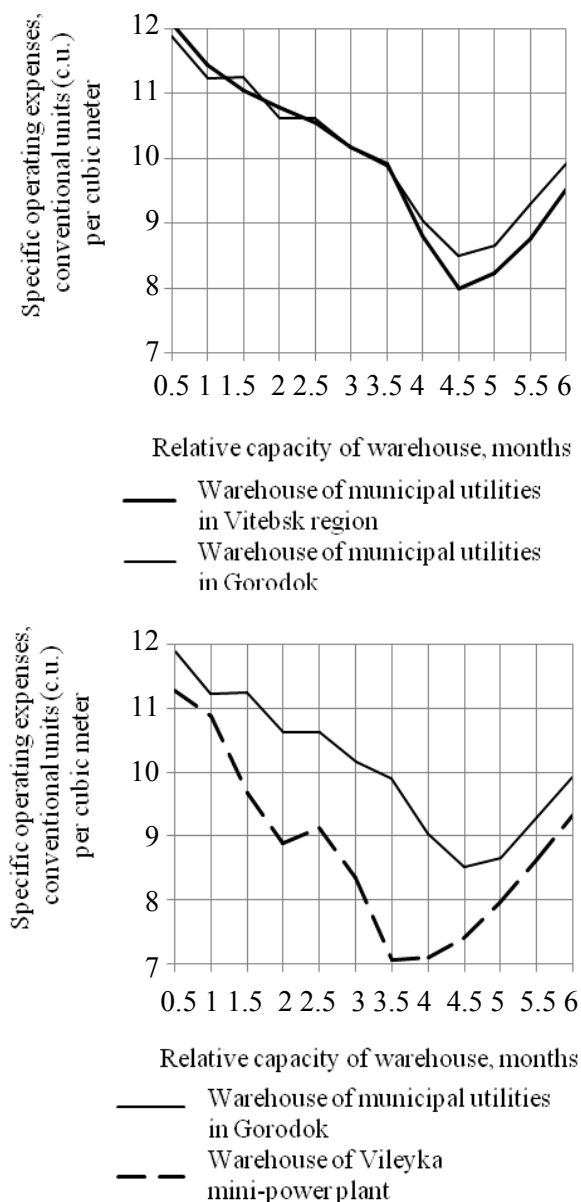 Specific operating expenses,
conventional units (c.u.)
per cubic meter
12
11
10
9
8
7
0.5 1 1.5 2 2.5 3 3.5 4 4.5 5 5.5 6
Relative capacity of warehouse, months
Warehouse of municipal utilities
in Vitebsk region
Warehouse of municipal utilities
in Gorodok
Specific operating expenses,
conventional units (c.u.)
per cubic meter
12
11
10
9
8
7
0.5 1 1.5 2 2.5 3 3.5 4 4.5 5 5.5 6
Relative capacity of warehouse, months
Warehouse of municipal utilities
in Gorodok
Warehouse of Vileyka
mini-power plant